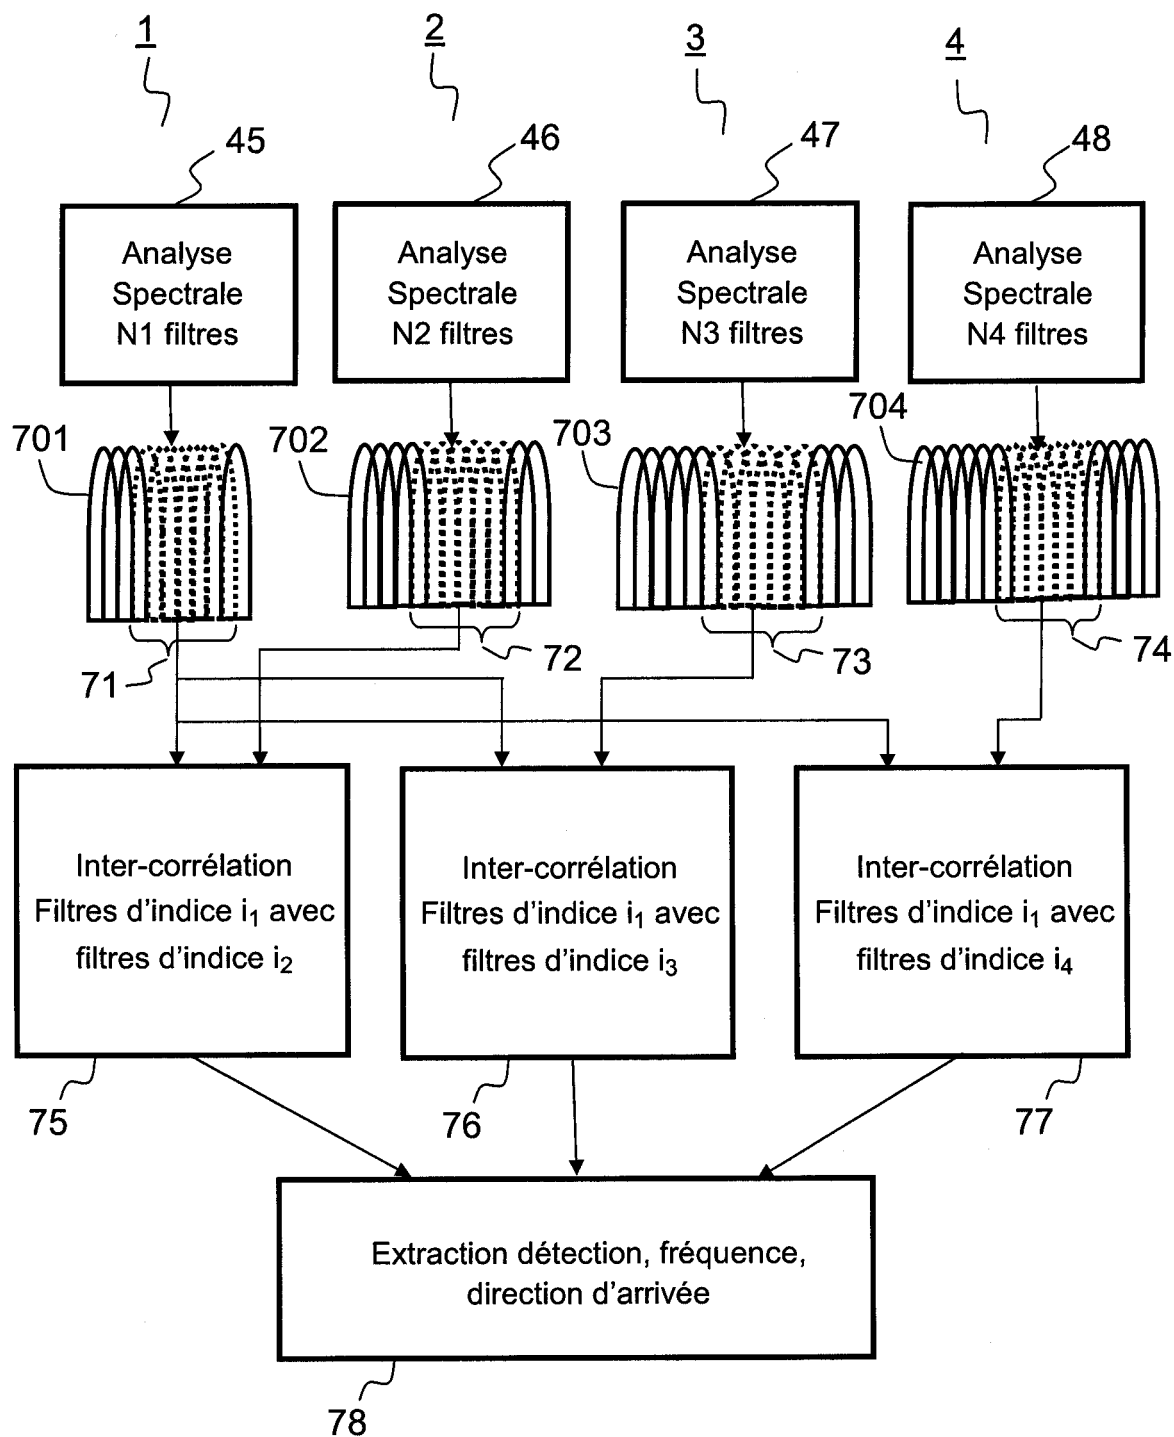 1
2
3
4
45
46
47
48
Analyse
Spectrale
N1 filtres
Analyse
Spectrale
N2 filtres
Analyse
Spectrale
N3 filtres
Analyse
Spectrale
N4 filtres
701
702
703
704
71
72
73
74
Inter-corrélation
Filtres d'indice i₁ avec
filtres d'indice i₂
Inter-corrélation
Filtres d'indice i₁ avec
filtres d'indice i₃
Inter-corrélation
Filtres d'indice i₁ avec
filtres d'indice i₄
75
76
77
Extraction détection, fréquence,
direction d'arrivée
78